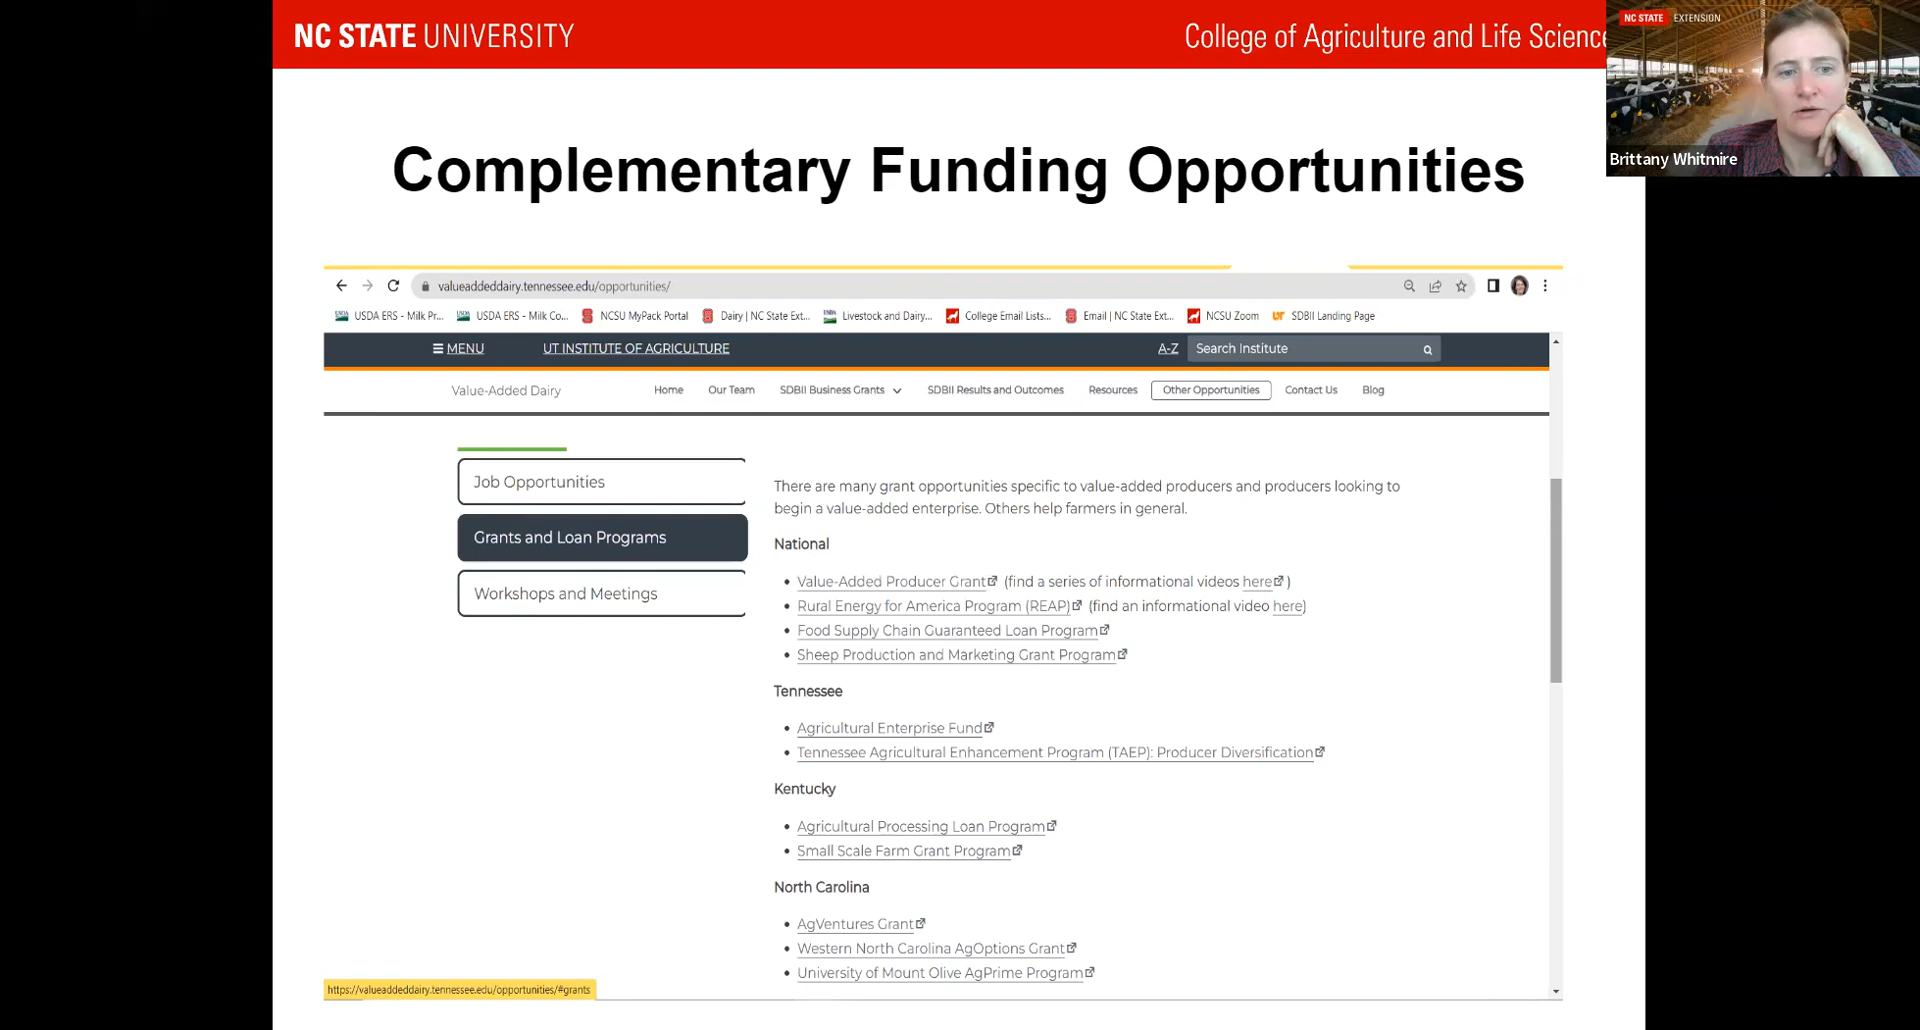 NC STATE UNIVERSITY
College of Agriculture and Life Scienc
NC STATE EXTENSION
Brittany Whitmire
Complementary Funding Opportunities
valueaddeddairy.tennessee.edu/opportunities/
USDA ERS - Milk Pr... USDA ERS - Milk Co... NCSU MyPack Portal Dairy | NC State Ext... Livestock and Dairy... College Email Lists... Email | NC State Ext... NCSU Zoom SDBII Landing Page
MENU UT INSTITUTE OF AGRICULTURE A-Z Search Institute
Value-Added Dairy Home Our Team SDBII Business Grants SDBII Results and Outcomes Resources Other Opportunities Contact Us Blog
Job Opportunities
Grants and Loan Programs
Workshops and Meetings
There are many grant opportunities specific to value-added producers and producers looking to
begin a value-added enterprise. Others help farmers in general.
National
• Value-Added Producer Grant (find a series of informational videos here )
• Rural Energy for America Program (REAP) (find an informational video here)
• Food Supply Chain Guaranteed Loan Program
• Sheep Production and Marketing Grant Program
Tennessee
• Agricultural Enterprise Fund
• Tennessee Agricultural Enhancement Program (TAEP): Producer Diversification
Kentucky
• Agricultural Processing Loan Program
• Small Scale Farm Grant Program
North Carolina
• AgVentures Grant
• Western North Carolina AgOptions Grant
• University of Mount Olive AgPrime Program
https://valueaddeddairy.tennessee.edu/opportunities/#grants